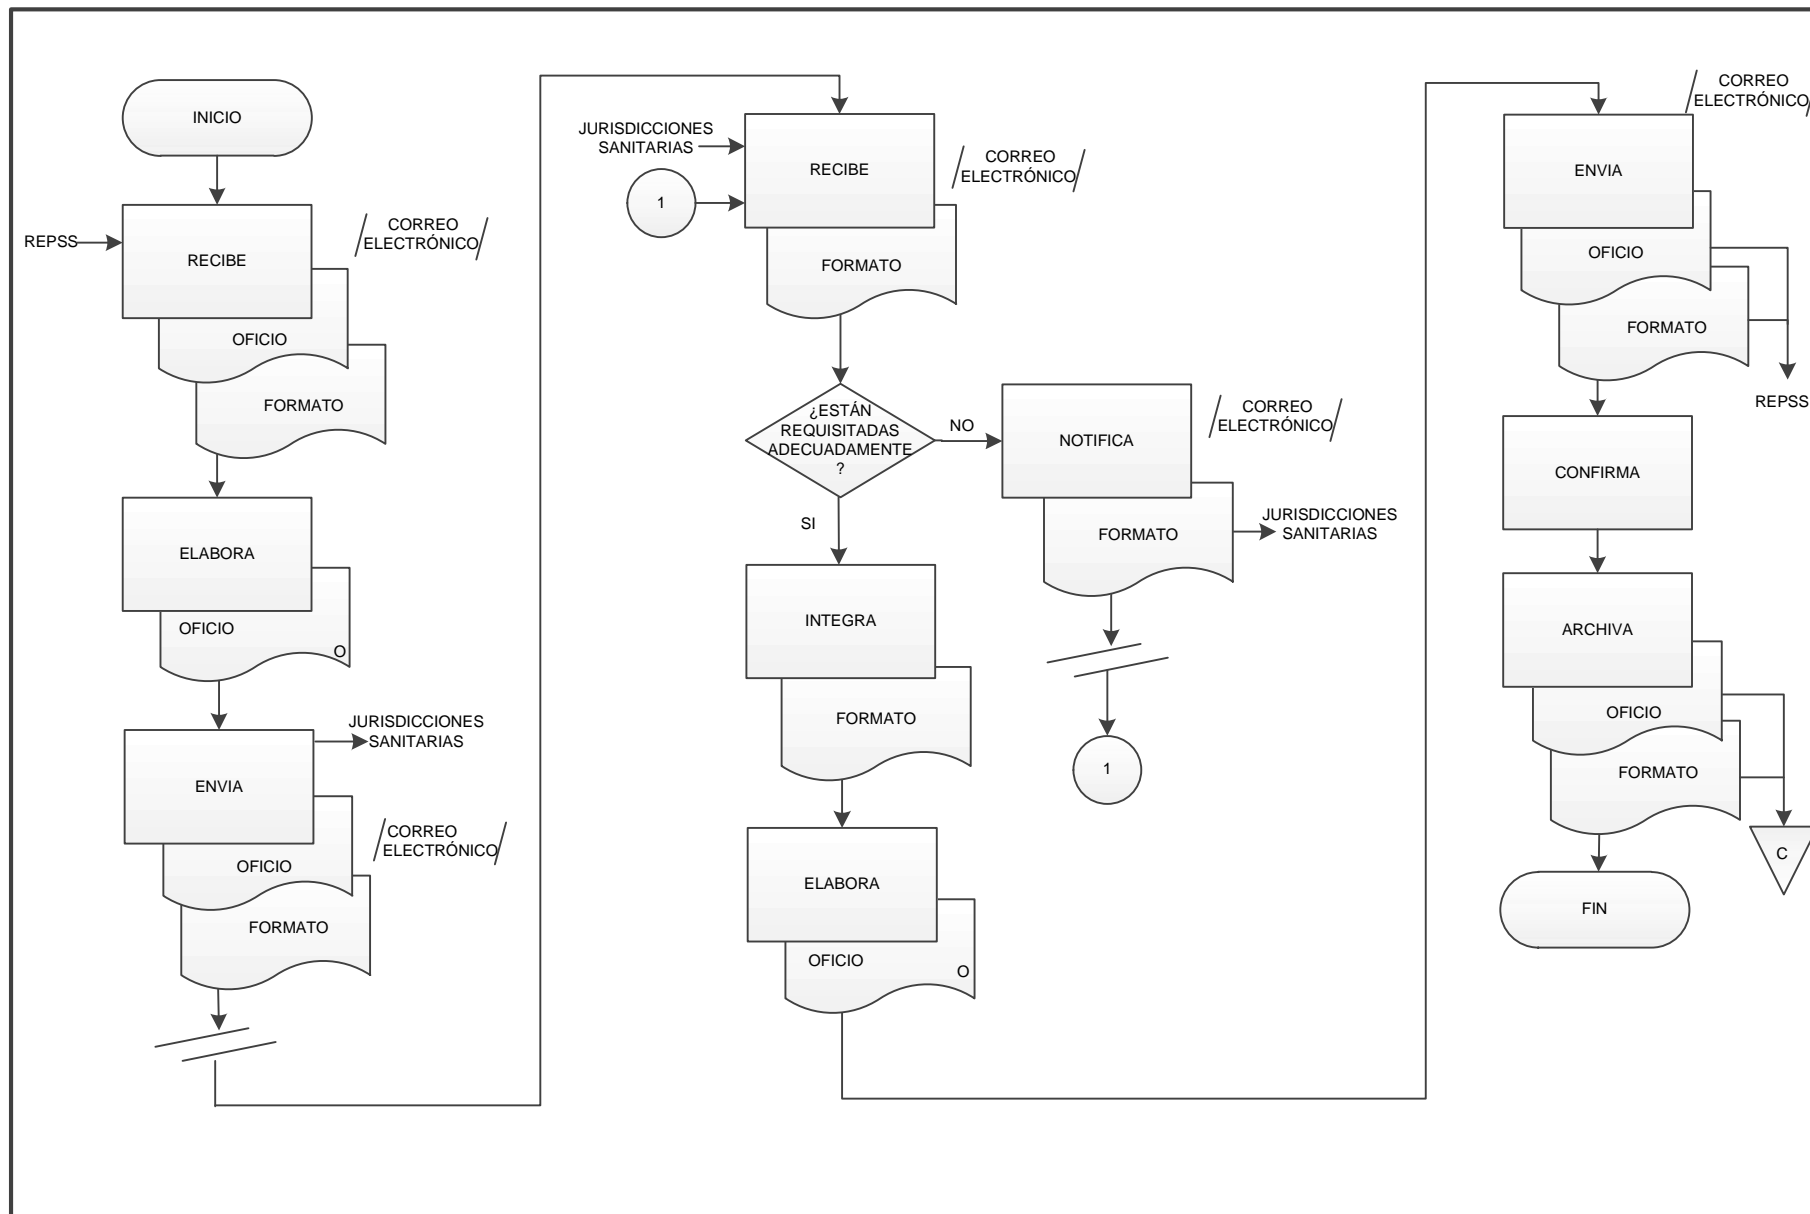 INICIO
REPSS
RECIBE
/CORREO
ELECTRÓNICO/
OFICIO
FORMATO
ELABORA
OFICIO
O
JURISDICCIONES
SANITARIAS
ENVIA
/CORREO
ELECTRÓNICO/
OFICIO
FORMATO
JURISDICCIONES
SANITARIAS
1
RECIBE
/CORREO
ELECTRÓNICO/
FORMATO
¿ESTÁN
REQUISITADAS
ADECUADAMENTE
?
NO
SI
NOTIFICA
/CORREO
ELECTRÓNICO/
FORMATO
JURISDICCIONES
SANITARIAS
1
INTEGRA
FORMATO
ELABORA
OFICIO
O
/CORREO
ELECTRÓNICO/
ENVIA
OFICIO
FORMATO
REPSS
CONFIRMA
ARCHIVA
OFICIO
FORMATO
C
FIN